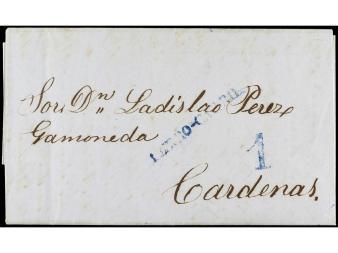 Sor. Dn. Ladislao Perez
Gamoneda
1
Cardenas.